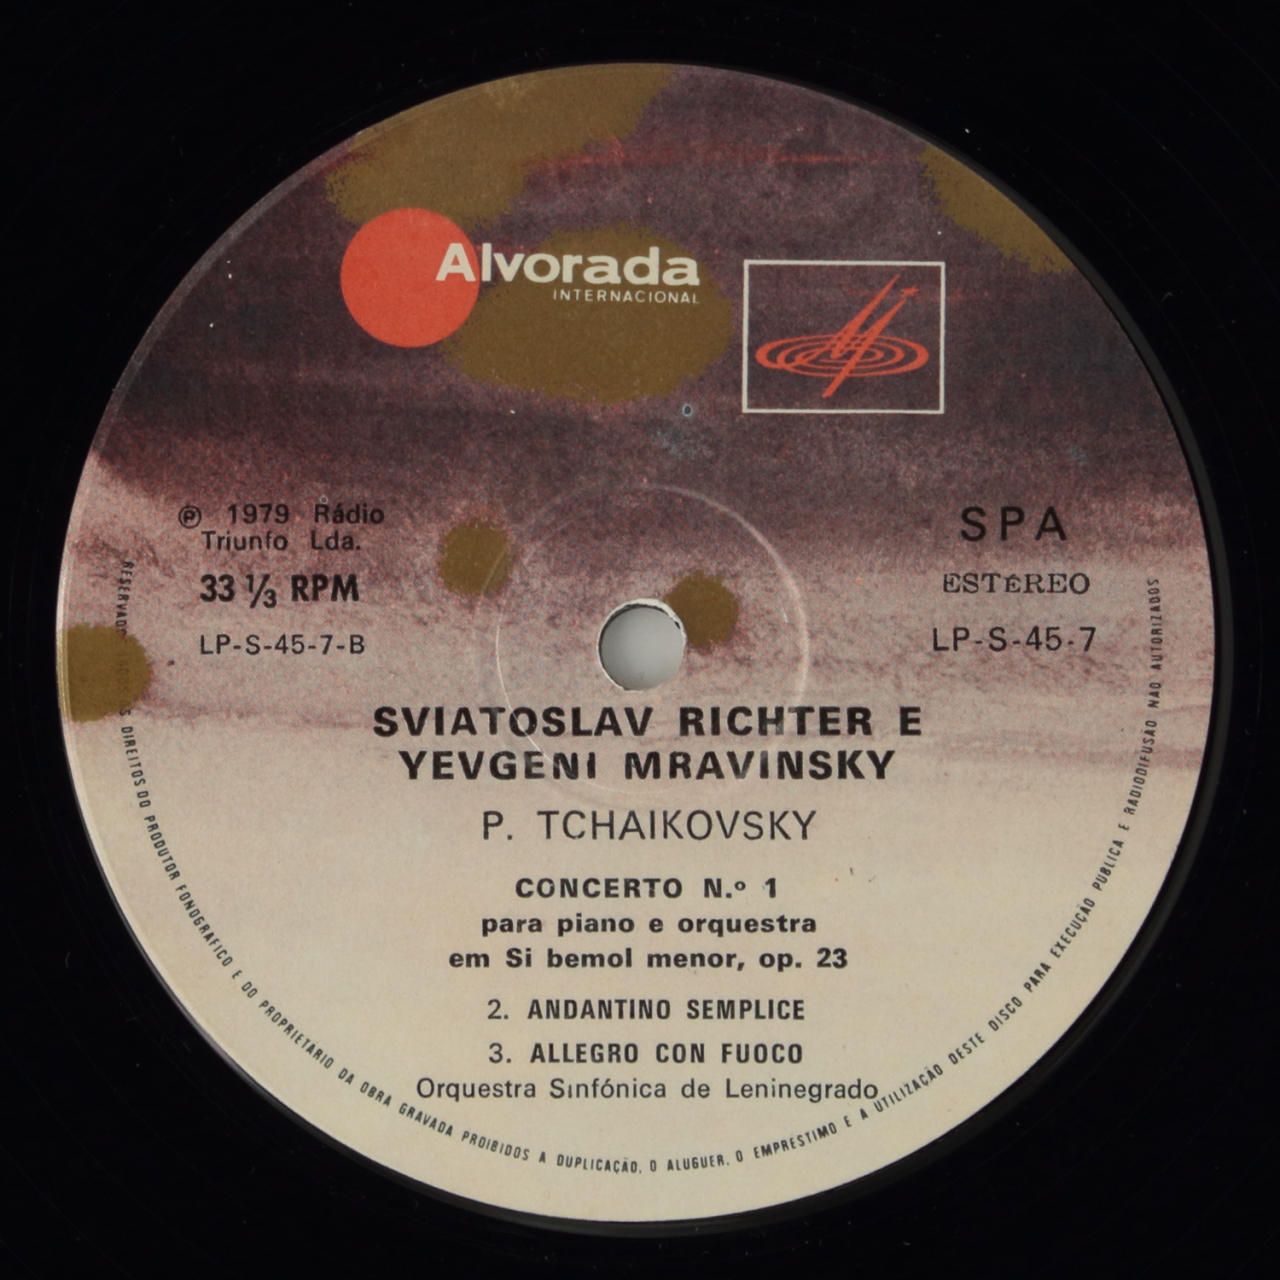 Alvorada
INTERNACIONAL
℗ 1979 Rádio
Triunfo Lda.
33 ⅓ RPM
LP-S-45-7-B
SPA
ESTÉREO
LP-S-45-7
SVIATOSLAV RICHTER E
YEVGENI MRAVINSKY
P. TCHAIKOVSKY
CONCERTO N.º 1
para piano e orquestra
em Si bemol menor, op. 23
2. ANDANTINO SEMPLICE
3. ALLEGRO CON FUOCO
Orquestra Sinfónica de Leninegrado
DIREITOS DO PRODUTOR FONOGRAFICO E DO PROPRIETARIO DA OBRA GRAVADA PROIBIDOS A DUPLICAÇÃO, O ALUGUER, O EMPRESTIMO E A UTILIZAÇÃO DESTE DISCO PARA EXECUÇÃO PUBLICA E RADIODIFUSÃO NÃO AUTORIZADOS